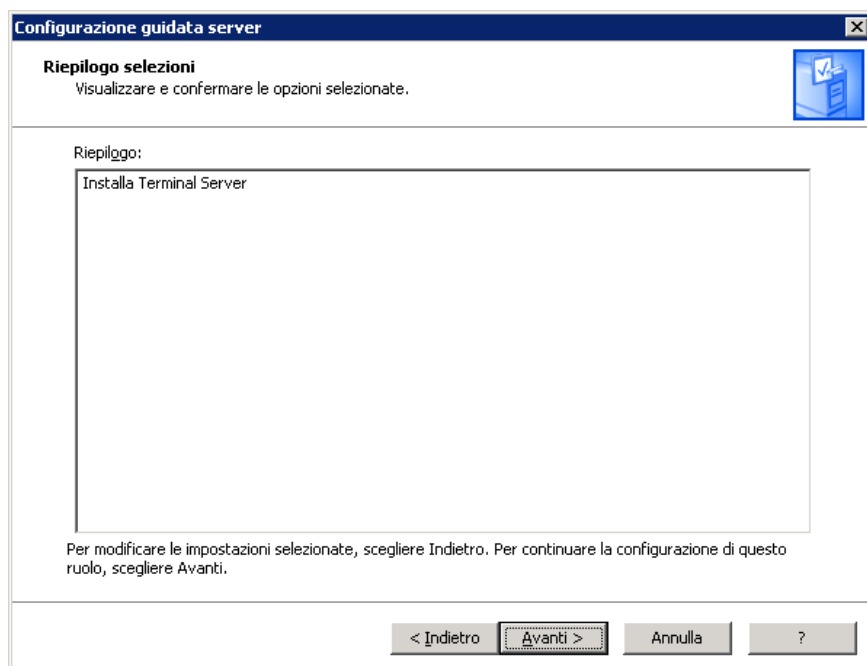 Configurazione guidata server
Riepilogo selezioni
Visualizzare e confermare le opzioni selezionate.
Riepilogo:
Installa Terminal Server
Per modificare le impostazioni selezionate, scegliere Indietro. Per continuare la configurazione di questo
ruolo, scegliere Avanti.
< Indietro Avanti > Annulla ?